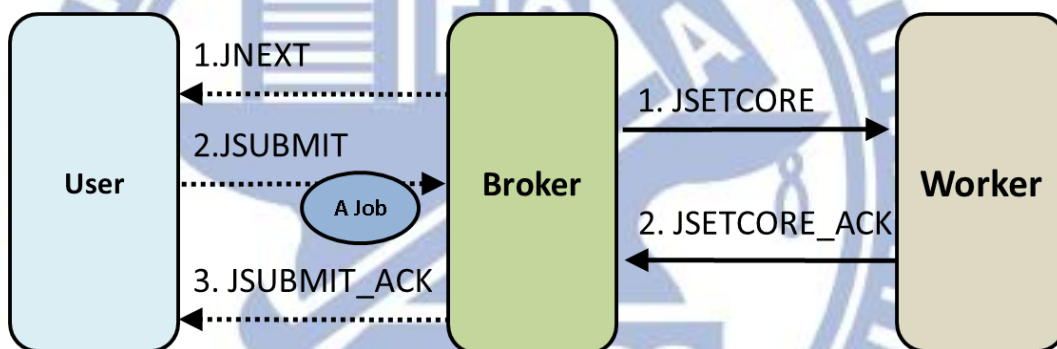 1.JNEXT
2.JSUBMIT
User
A Job
3. JSUBMIT_ACK
Broker
1. JSETCORE
2. JSETCORE_ACK
Worker